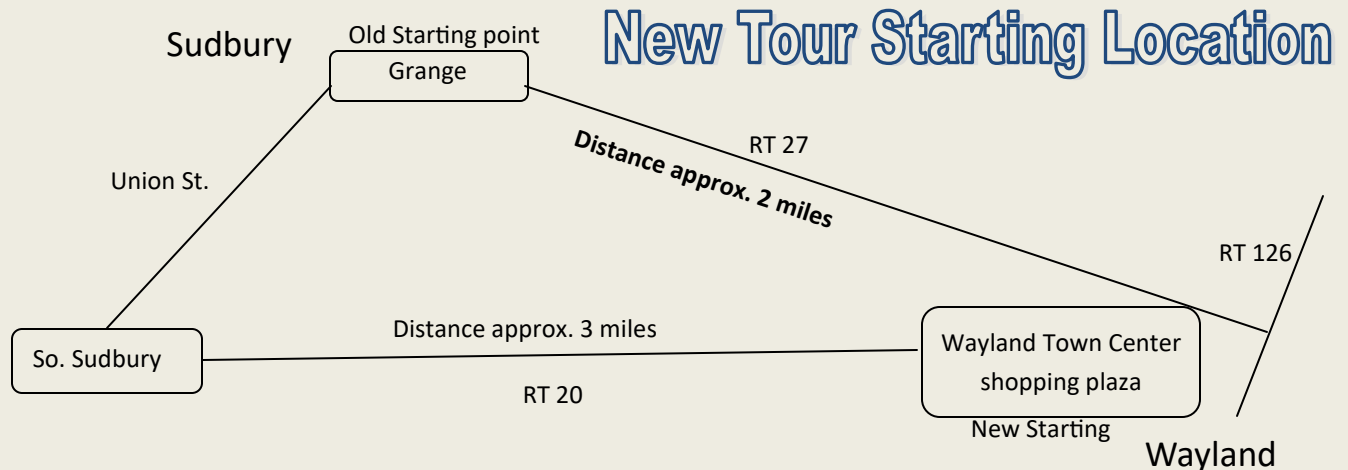 New Tour Starting Location
Sudbury
Old Starting point
Grange
RT 27
Distance approx. 2 miles
Union St.
RT 126
Distance approx. 3 miles
So. Sudbury
RT 20
Wayland Town Center
shopping plaza
New Starting
Wayland